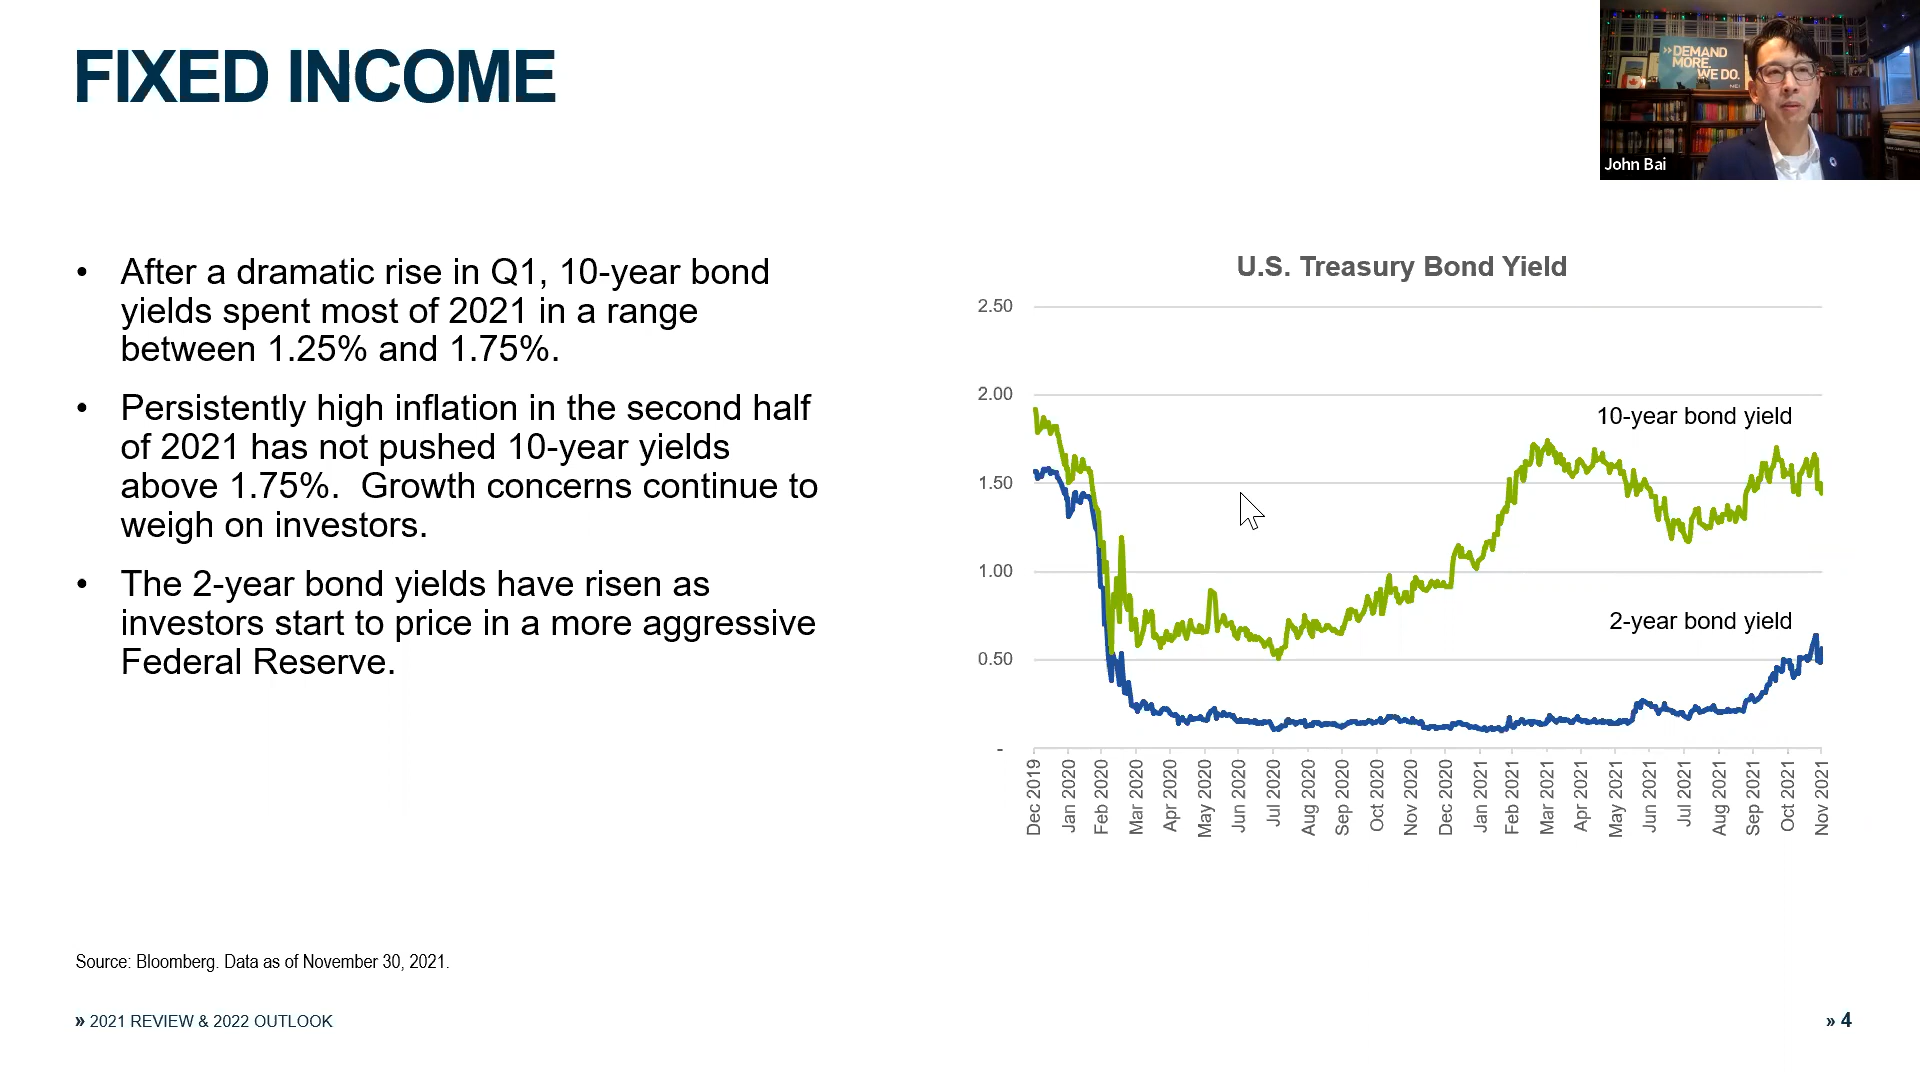 FIXED INCOME
»DEMAND
MORE.
WE DO.
NEI
John Bai
• After a dramatic rise in Q1, 10-year bond
yields spent most of 2021 in a range
between 1.25% and 1.75%.
• Persistently high inflation in the second half
of 2021 has not pushed 10-year yields
above 1.75%.  Growth concerns continue to
weigh on investors.
• The 2-year bond yields have risen as
investors start to price in a more aggressive
Federal Reserve.
U.S. Treasury Bond Yield
2.50
2.00
1.50
1.00
0.50
-
10-year bond yield
2-year bond yield
Dec 2019
Jan 2020
Feb 2020
Mar 2020
Apr 2020
May 2020
Jun 2020
Jul 2020
Aug 2020
Sep 2020
Oct 2020
Nov 2020
Dec 2020
Jan 2021
Feb 2021
Mar 2021
Apr 2021
May 2021
Jun 2021
Jul 2021
Aug 2021
Sep 2021
Oct 2021
Nov 2021
Source: Bloomberg. Data as of November 30, 2021.
» 2021 REVIEW & 2022 OUTLOOK
» 4